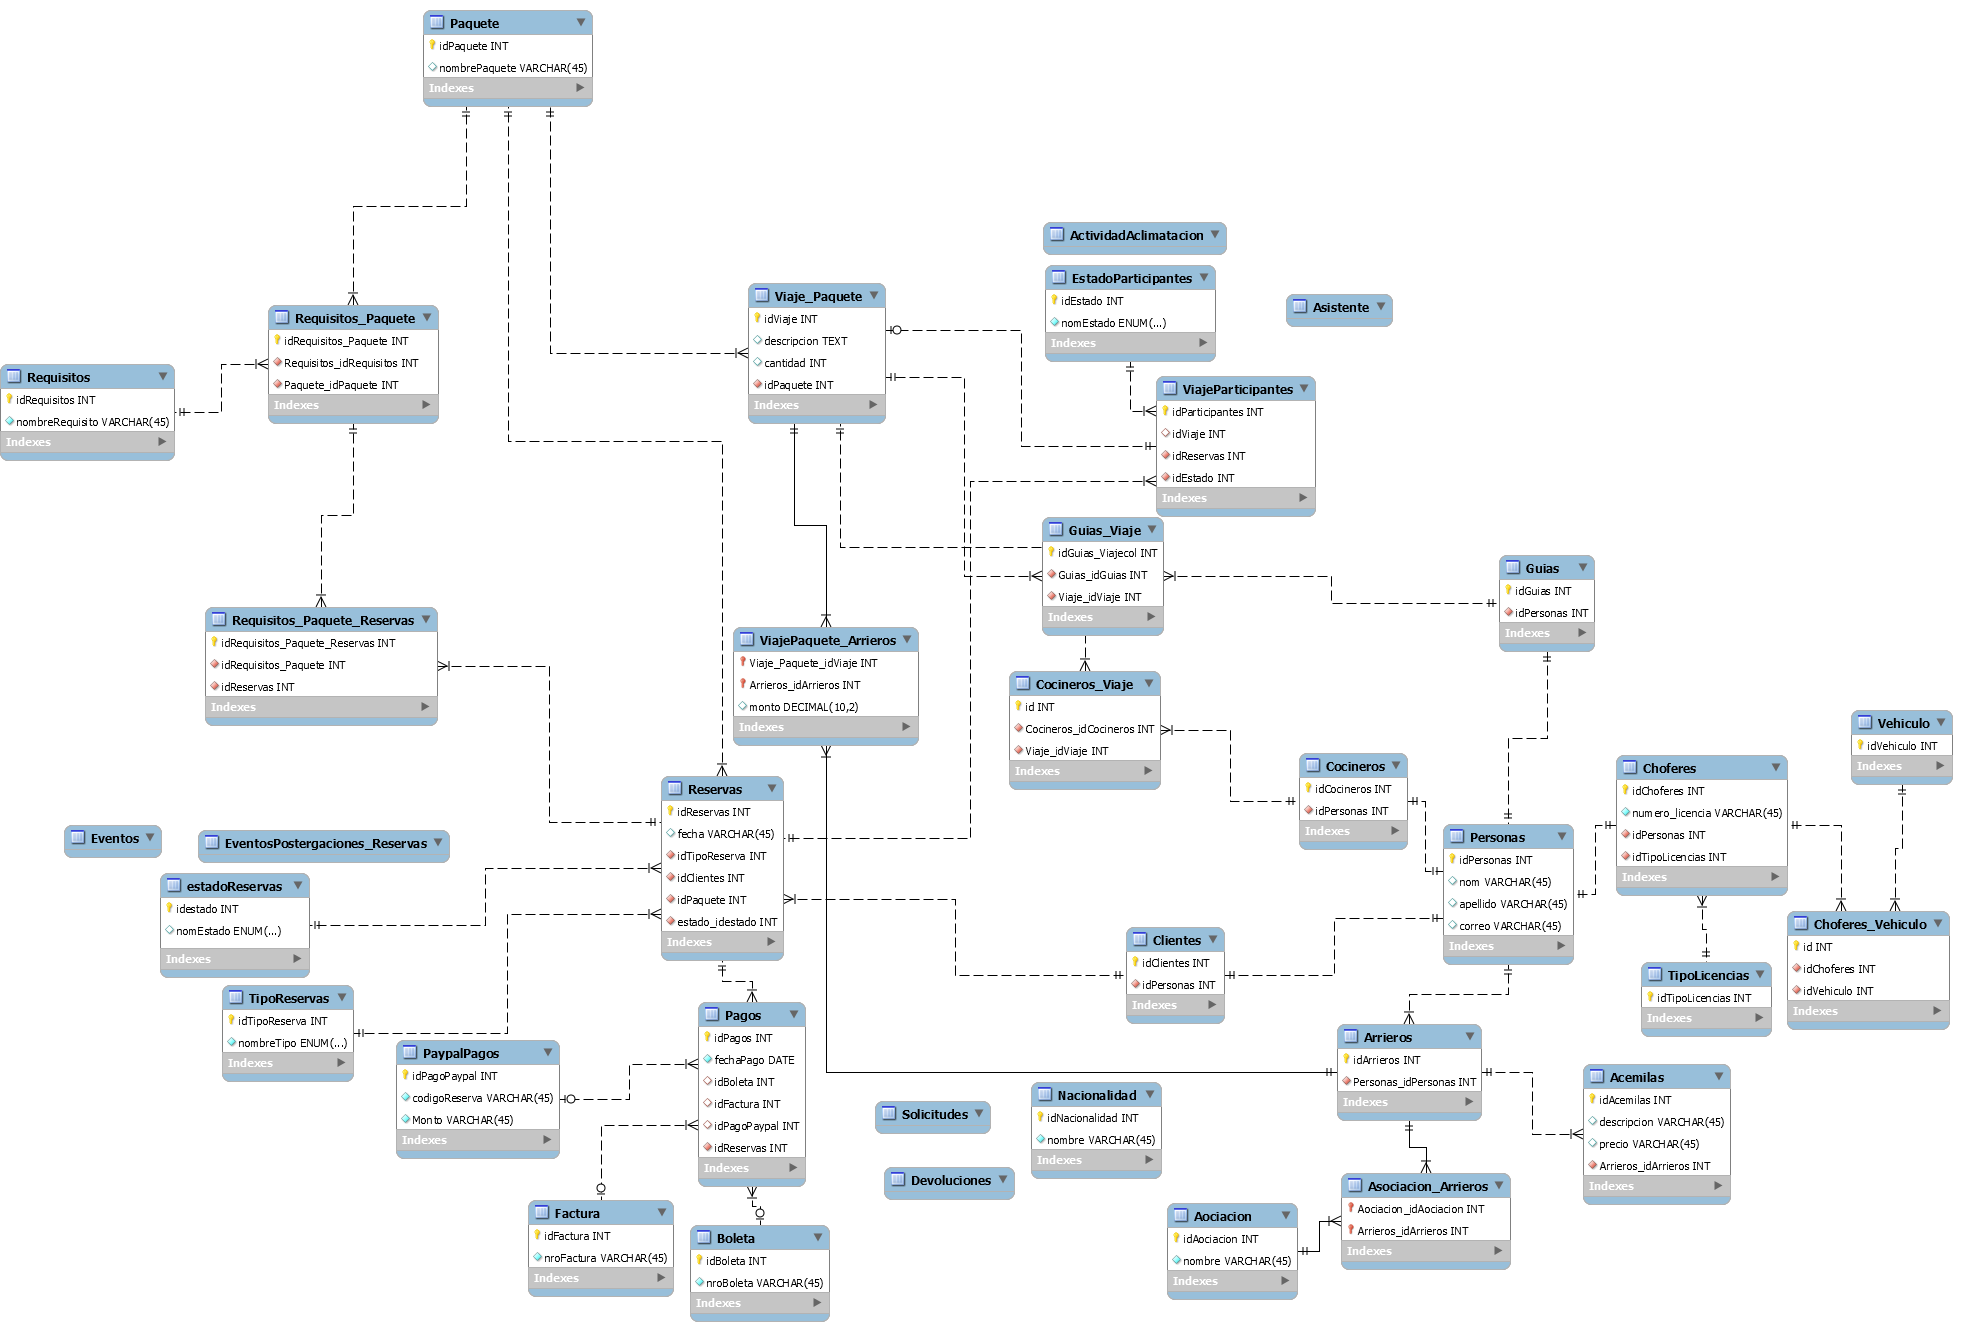 Paquete
idPaquete INT
nombrePaquete VARCHAR(45)
Indexes
ActividadAclimatacion
EstadoParticipantes
idEstado INT
nomEstado ENUM(...)
Indexes
Asistente
Viaje_Paquete
idViaje INT
descripcion TEXT
cantidad INT
idPaquete INT
Indexes
Requisitos_Paquete
idRequisitos_Paquete INT
Requisitos_idRequisitos INT
Paquete_idPaquete INT
Indexes
Requisitos
idRequisitos INT
nombreRequisito VARCHAR(45)
Indexes
ViajeParticipantes
idParticipantes INT
idViaje INT
idReservas INT
idEstado INT
Indexes
Guias_Viaje
idGuias_Viajecol INT
Guias_idGuias INT
Viaje_idViaje INT
Indexes
Guias
idGuias INT
idPersonas INT
Indexes
Requisitos_Paquete_Reservas
idRequisitos_Paquete_Reservas INT
idRequisitos_Paquete INT
idReservas INT
Indexes
ViajePaquete_Arrieros
Viaje_Paquete_idViaje INT
Arrieros_idArrieros INT
monto DECIMAL(10,2)
Indexes
Cocineros_Viaje
id INT
Cocineros_idCocineros INT
Viaje_idViaje INT
Indexes
Vehiculo
idVehiculo INT
Indexes
Cocineros
idCocineros INT
idPersonas INT
Indexes
Choferes
idChoferes INT
numero_licencia VARCHAR(45)
idPersonas INT
idTipoLicencias INT
Indexes
Reservas
idReservas INT
fecha VARCHAR(45)
idTipoReserva INT
idClientes INT
idPaquete INT
estado_idestado INT
Indexes
Personas
idPersonas INT
nom VARCHAR(45)
apellido VARCHAR(45)
correo VARCHAR(45)
Indexes
Eventos
EventosPostergaciones_Reservas
estadoReservas
idestado INT
nomEstado ENUM(...)
Indexes
Choferes_Vehiculo
id INT
idChoferes INT
idVehiculo INT
Indexes
Clientes
idClientes INT
idPersonas INT
Indexes
TipoLicencias
idTipoLicencias INT
Indexes
TipoReservas
idTipoReserva INT
nombreTipo ENUM(...)
Indexes
Pagos
idPagos INT
fechaPago DATE
idBoleta INT
idFactura INT
idPagoPaypal INT
idReservas INT
Indexes
Arrieros
idArrieros INT
Personas_idPersonas INT
Indexes
PaypalPagos
idPagoPaypal INT
codigoReserva VARCHAR(45)
Monto VARCHAR(45)
Indexes
Acemilas
idAcemilas INT
descripcion VARCHAR(45)
precio VARCHAR(45)
Arrieros_idArrieros INT
Indexes
Nacionalidad
idNacionalidad INT
nombre VARCHAR(45)
Indexes
Solicitudes
Devoluciones
Asociacion_Arrieros
Aociacion_idAociacion INT
Arrieros_idArrieros INT
Indexes
Factura
idFactura INT
nroFactura VARCHAR(45)
Indexes
Aociacion
idAociacion INT
nombre VARCHAR(45)
Indexes
Boleta
idBoleta INT
nroBoleta VARCHAR(45)
Indexes